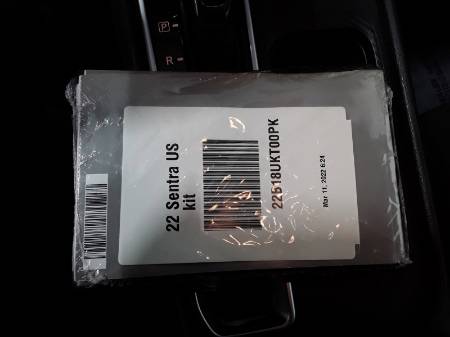 P
R
22 Sentra US
kit
22518UKT00PK
Mar 11, 2022 6:24